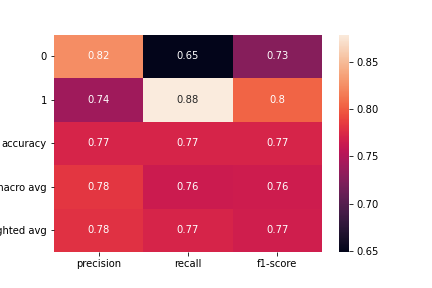 0 0.82 0.65 0.73
1 0.74 0.88 0.8
accuracy 0.77 0.77 0.77
macro avg 0.78 0.76 0.76
ghted avg 0.78 0.77 0.77
precision recall f1-score
0.85
0.80
0.75
0.70
0.65